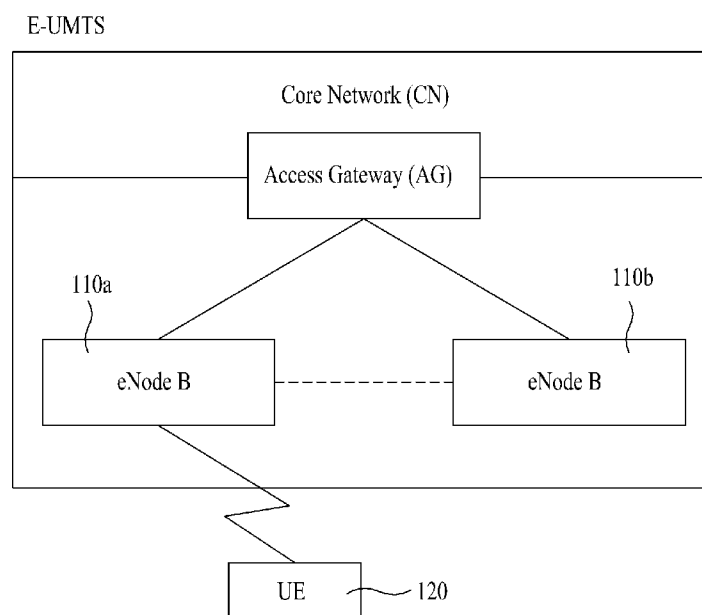 E-UMTS
Core Network (CN)
Access Gateway (AG)
110a
110b
eNode B
eNode B
UE
120